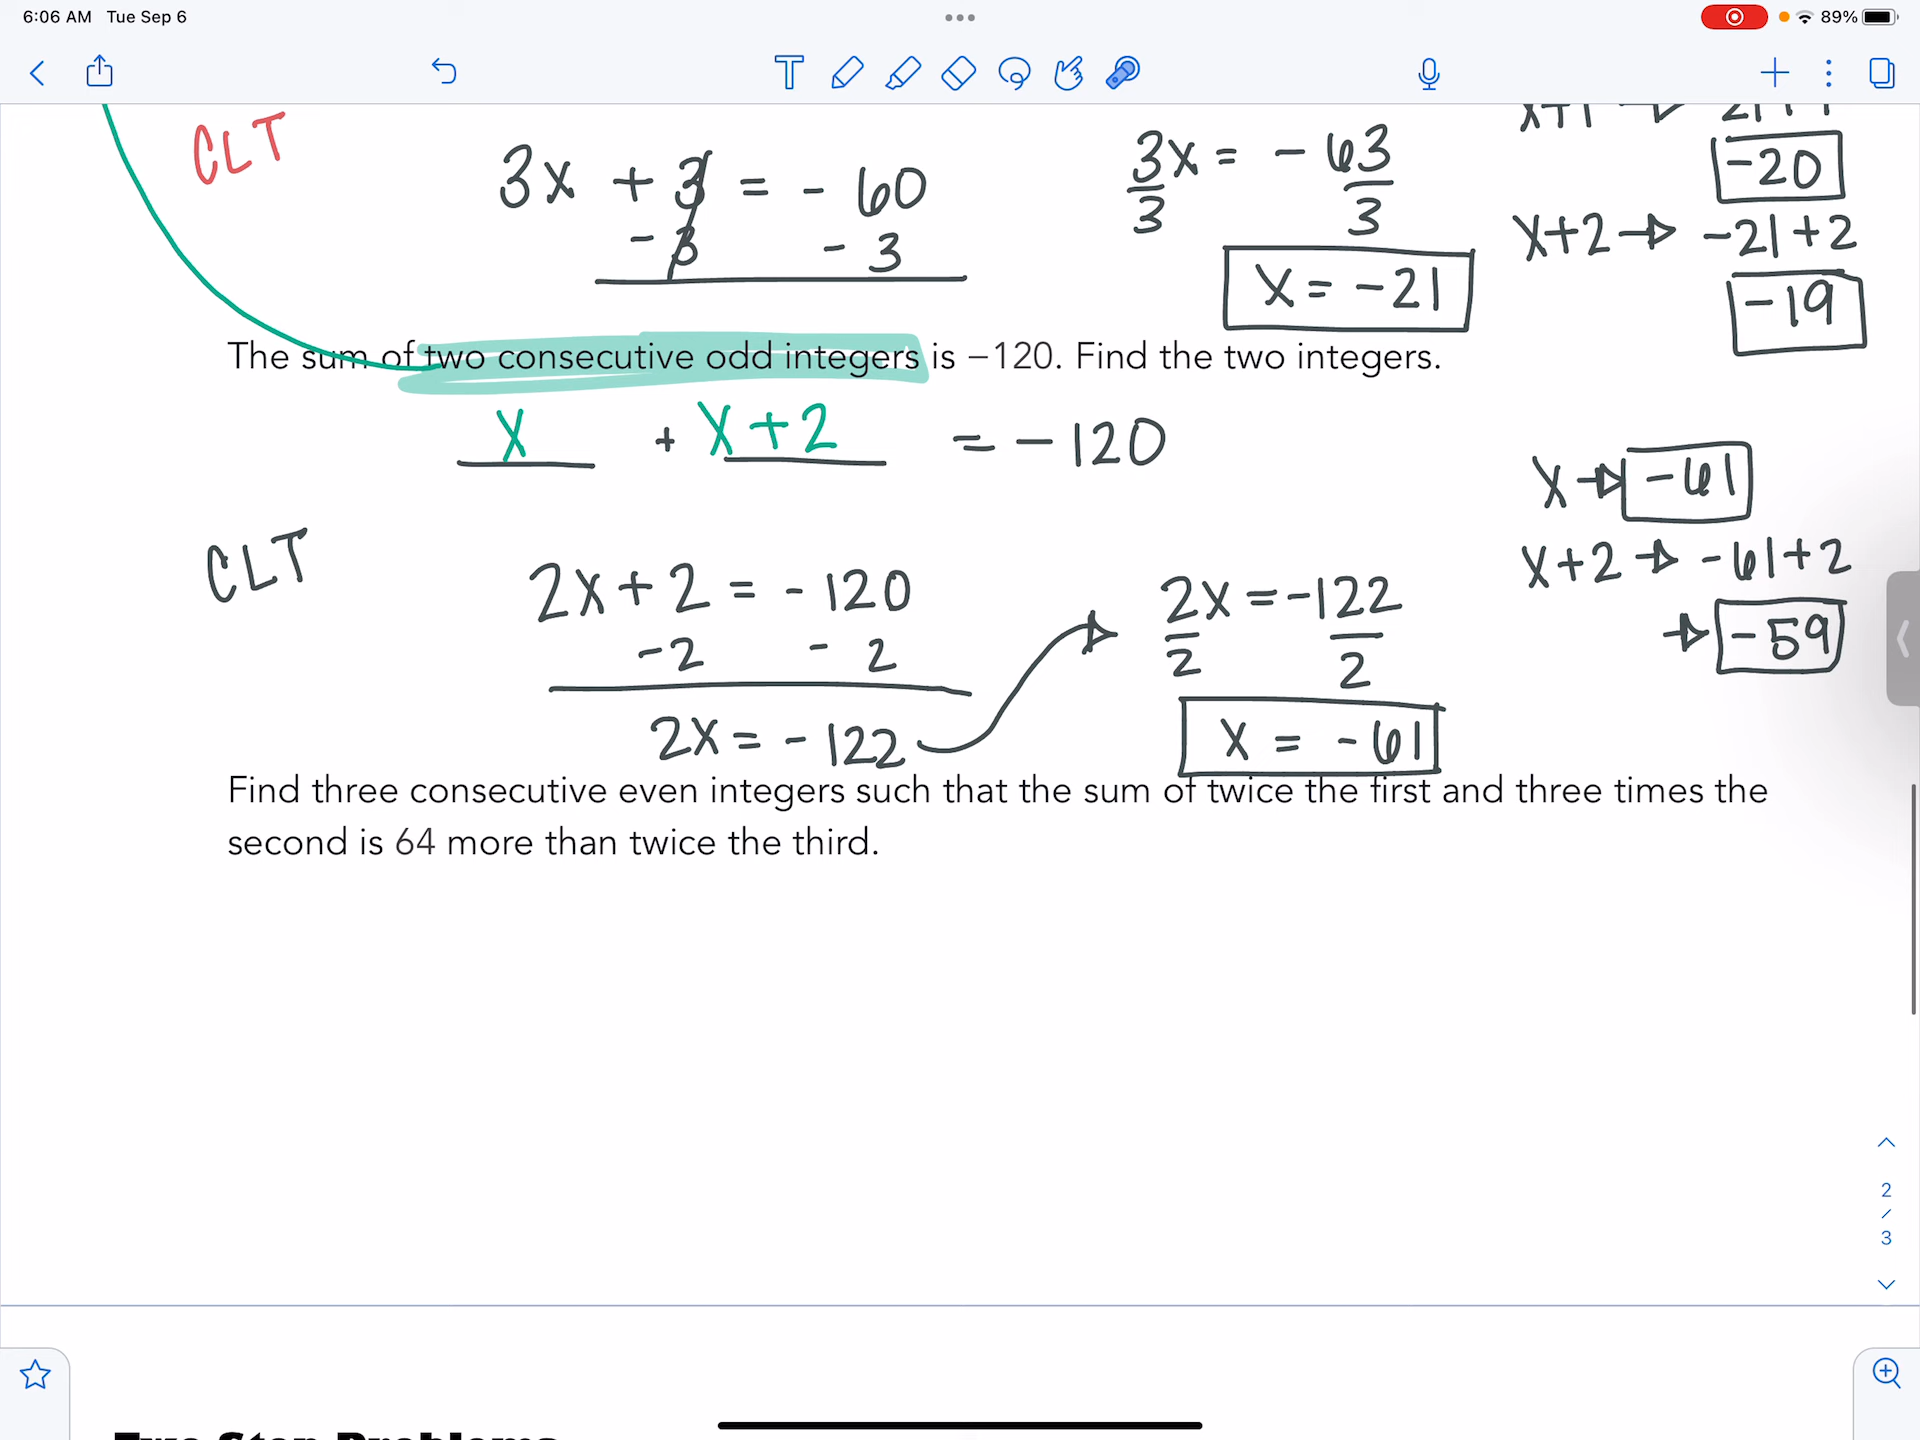 6:06 AM Tue Sep 6
89%
CLT
3x + 3 = - 60
- 3 - 3
3x = - 63
3 3
x = -21
-20
x+2 → -21+2
-19
The sum of two consecutive odd integers is −120. Find the two integers.
x + x+2 = - 120
x → -61
x+2 → -61+2
→ -59
CLT
2x+2 = - 120
-2 - 2
2x = - 122
2x = -122
2 2
x = -61
Find three consecutive even integers such that the sum of twice the first and three times the
second is 64 more than twice the third.
2
/
3